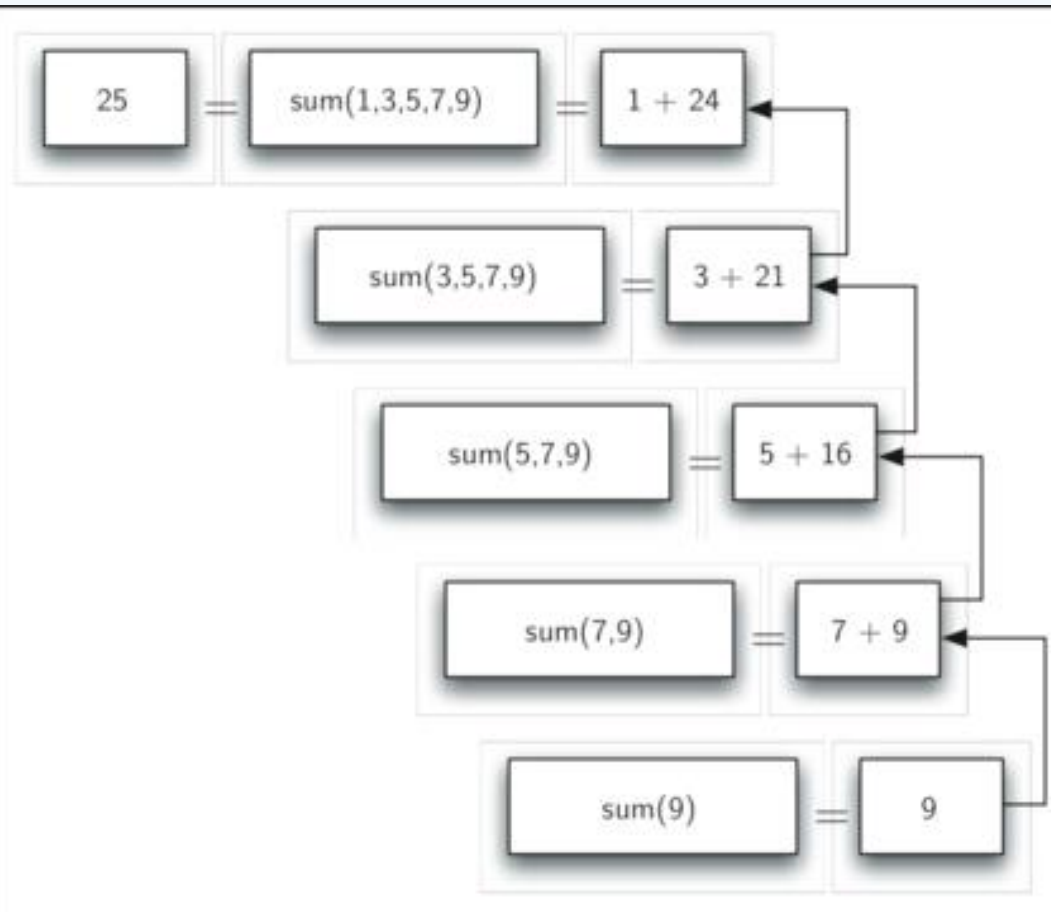 25 = sum(1,3,5,7,9) = 1 + 24
sum(3,5,7,9) = 3 + 21
sum(5,7,9) = 5 + 16
sum(7,9) = 7 + 9
sum(9) = 9